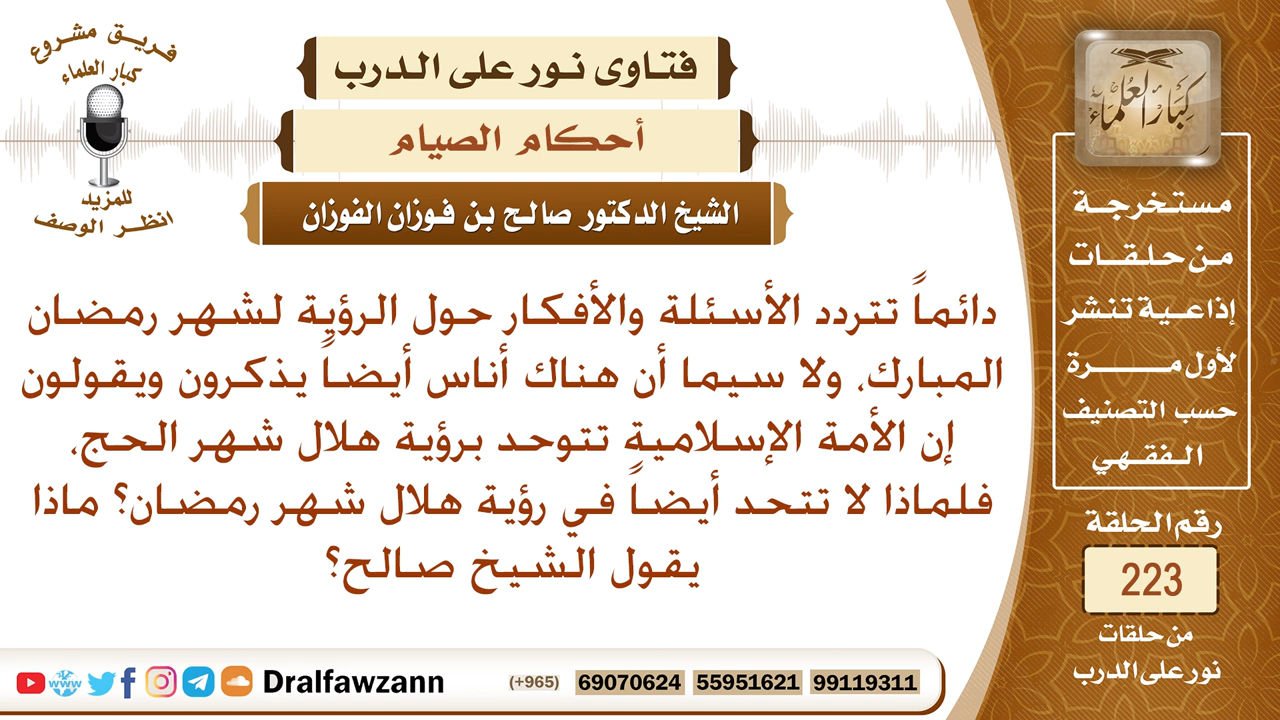 فريق مشروع
كبار العلماء
للمزيد
انظر الوصف
فتاوى نور على الدرب
أحكام الصيام
الشيخ الدكتور صالح بن فوزان الفوزان
دائماً تتردد الأسئلة والأفكار حول الرؤية لشهر رمضان
المبارك، ولا سيما أن هناك أناس أيضاً يذكرون ويقولون
إن الأمة الإسلامية تتوحد برؤية هلال شهر الحج،
فلماذا لا تتحد أيضاً في رؤية هلال شهر رمضان؟ ماذا
يقول الشيخ صالح؟
كبار العلماء
مستخرجة
من حلقات
إذاعية تنشر
لأول مرة
حسب التصنيف
الفقهي
رقم الحلقة
223
من حلقات
نور على الدرب
www Dralfawzann (+965) 69070624 55951621 99119311